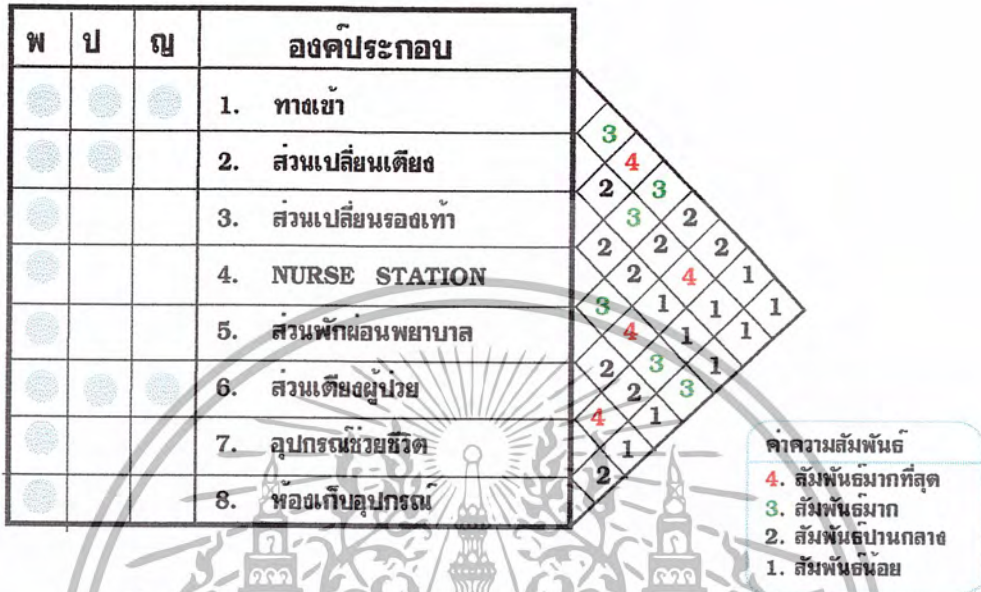 พ ป ญ องค์ประกอบ
1. ทางเข้า
3
4
2. ส่วนเปลี่ยนเตียง
2 3
3 2
3. ส่วนเปลี่ยนรองเท้า
2 2 2
2 4 1
4. NURSE STATION
3 1 1 1
4 1 1
5. ส่วนพักผ่อนพยาบาล
2 3 1
2 3
6. ส่วนเตียงผู้ป่วย
4 1
1
7. อุปกรณ์ช่วยชีวิต
2
8. ห้องเก็บอุปกรณ์
ค่าความสัมพันธ์
4. สัมพันธ์มากที่สุด
3. สัมพันธ์มาก
2. สัมพันธ์ปานกลาง
1. สัมพันธ์น้อย